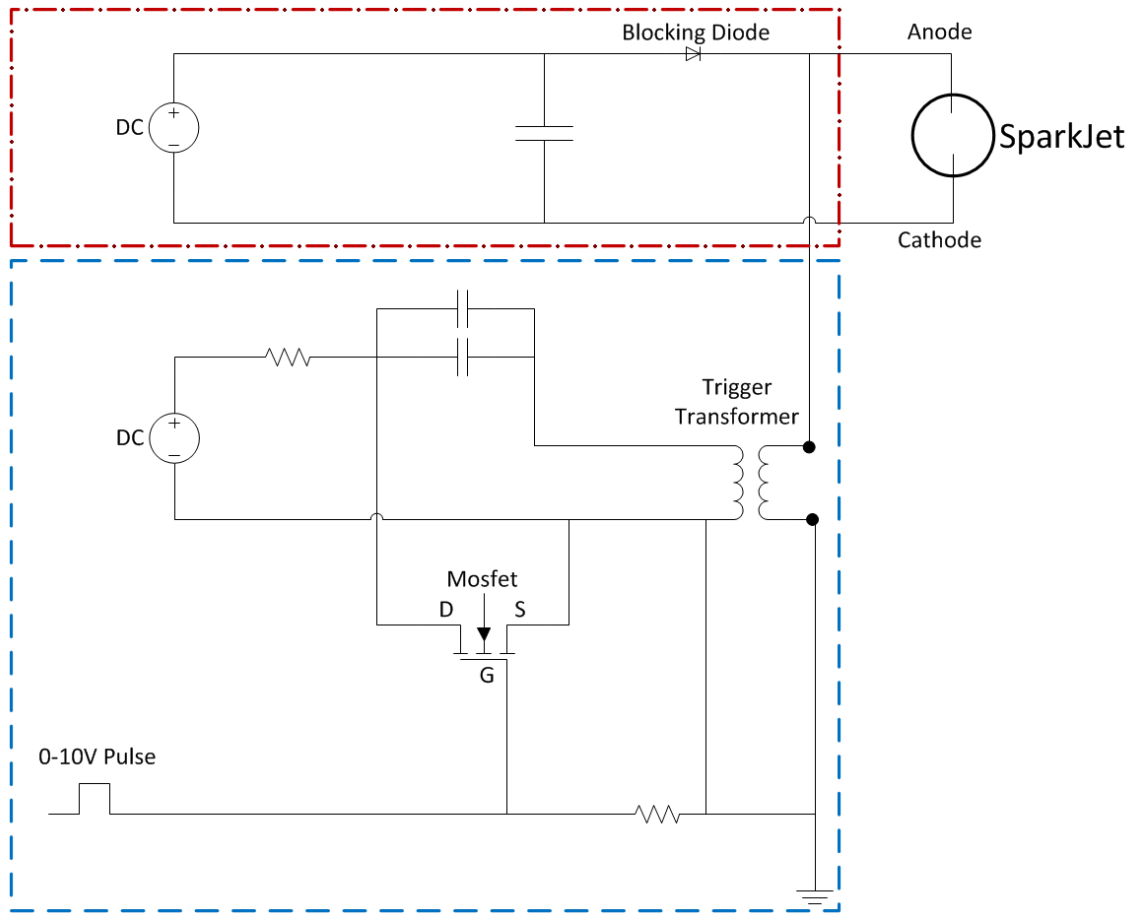 Blocking Diode
Anode
DC
+
−
SparkJet
Cathode
Trigger
Transformer
DC
+
−
Mosfet
D
S
G
0-10V Pulse